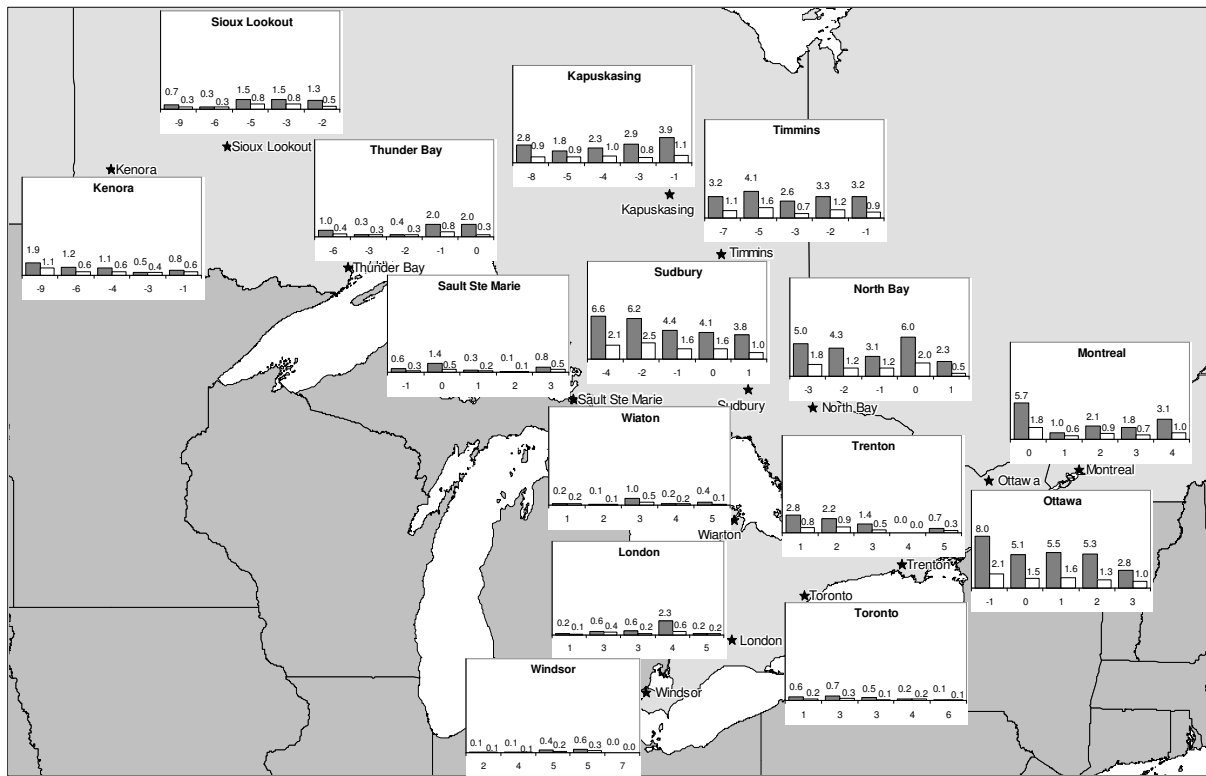 Sioux Lookout
0.7 0.3 0.3 0.3 1.5 0.8 1.5 0.8 1.3 0.5
-9 -6 -5 -3 -2
Sioux Lookout
Kapuskasing
2.8 0.9 1.8 0.9 2.3 1.0 2.9 0.8 3.9 1.1
-8 -5 -4 -3 -1
Kapuskasing
Timmins
3.2 1.1 4.1 1.6 2.6 0.7 3.3 1.2 3.2 0.9
-7 -5 -3 -2 -1
Timmins
Thunder Bay
1.0 0.4 0.3 0.3 0.4 0.3 2.0 0.8 2.0 0.3
-6 -3 -2 -1 0
Thunder Bay
Kenora
Kenora
1.9 1.1 1.2 0.6 1.1 0.6 0.5 0.4 0.8 0.6
-9 -6 -4 -3 -1
Sault Ste Marie
0.6 0.3 1.4 0.5 0.3 0.2 0.1 0.1 0.8 0.5
-1 0 1 2 3
Sault Ste Marie
Sudbury
6.6 2.1 6.2 2.5 4.4 1.6 4.1 1.6 3.8 1.0
-4 -2 -1 0 1
Sudbury
North Bay
5.0 1.8 4.3 1.2 3.1 1.2 6.0 2.0 2.3 0.5
-3 -2 -1 0 1
North Bay
Montreal
5.7 1.8 1.0 0.6 2.1 0.9 1.8 0.7 3.1 1.0
0 1 2 3 4
Montreal
Wiaton
0.2 0.2 0.1 0.1 1.0 0.5 0.2 0.2 0.4 0.1
1 2 3 4 5
Wiarton
Trenton
2.8 0.8 2.2 0.9 1.4 0.5 0.0 0.0 0.7 0.3
1 2 3 4 5
Trenton
Ottawa
Ottawa
8.0 2.1 5.1 1.5 5.5 1.6 5.3 1.3 2.8 1.0
-1 0 1 2 3
London
0.2 0.1 0.6 0.4 0.6 0.2 2.3 0.6 0.2 0.2
1 3 3 4 5
London
Toronto
Toronto
0.6 0.2 0.7 0.3 0.5 0.1 0.2 0.2 0.1 0.1
1 3 3 4 6
Windsor
0.1 0.1 0.1 0.1 0.4 0.2 0.6 0.3 0.0 0.0
2 4 5 5 7
Windsor